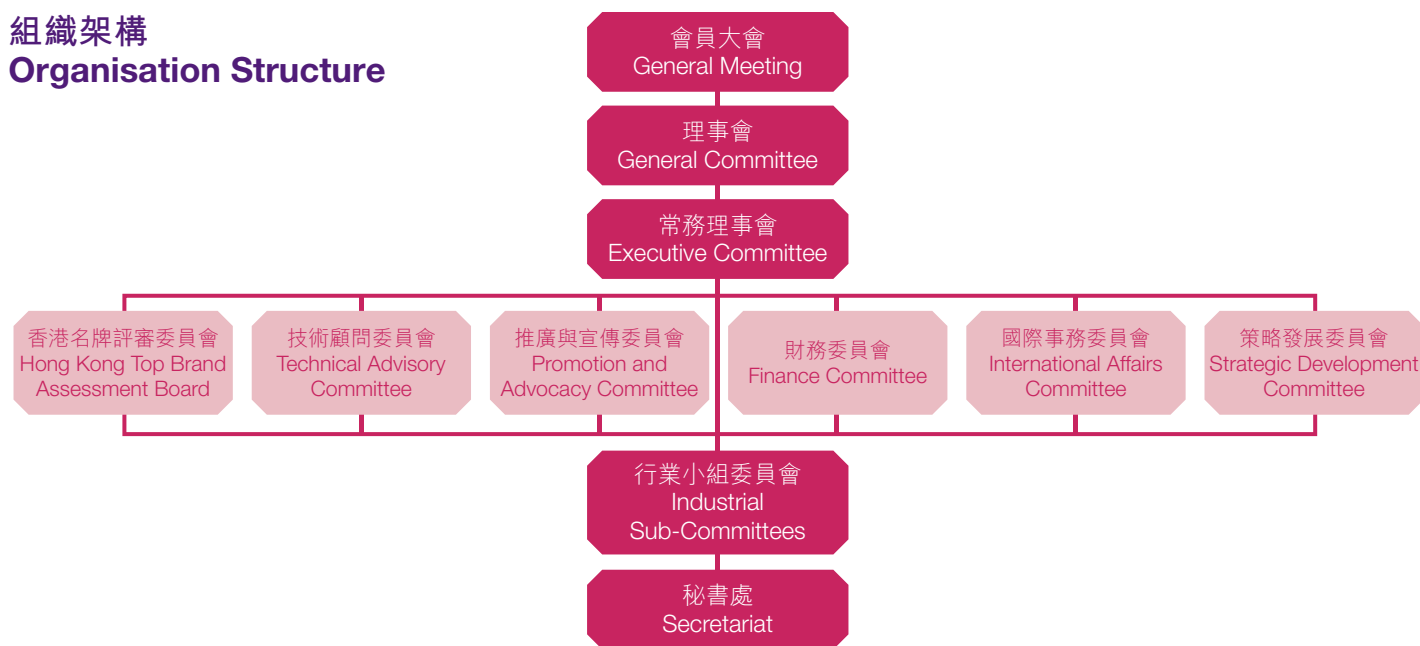 組織架構
Organisation Structure
會員大會
General Meeting
理事會
General Committee
常務理事會
Executive Committee
香港名牌評審委員會
Hong Kong Top Brand
Assessment Board
技術顧問委員會
Technical Advisory
Committee
推廣與宣傳委員會
Promotion and
Advocacy Committee
財務委員會
Finance Committee
國際事務委員會
International Affairs
Committee
策略發展委員會
Strategic Development
Committee
行業小組委員會
Industrial
Sub-Committees
秘書處
Secretariat